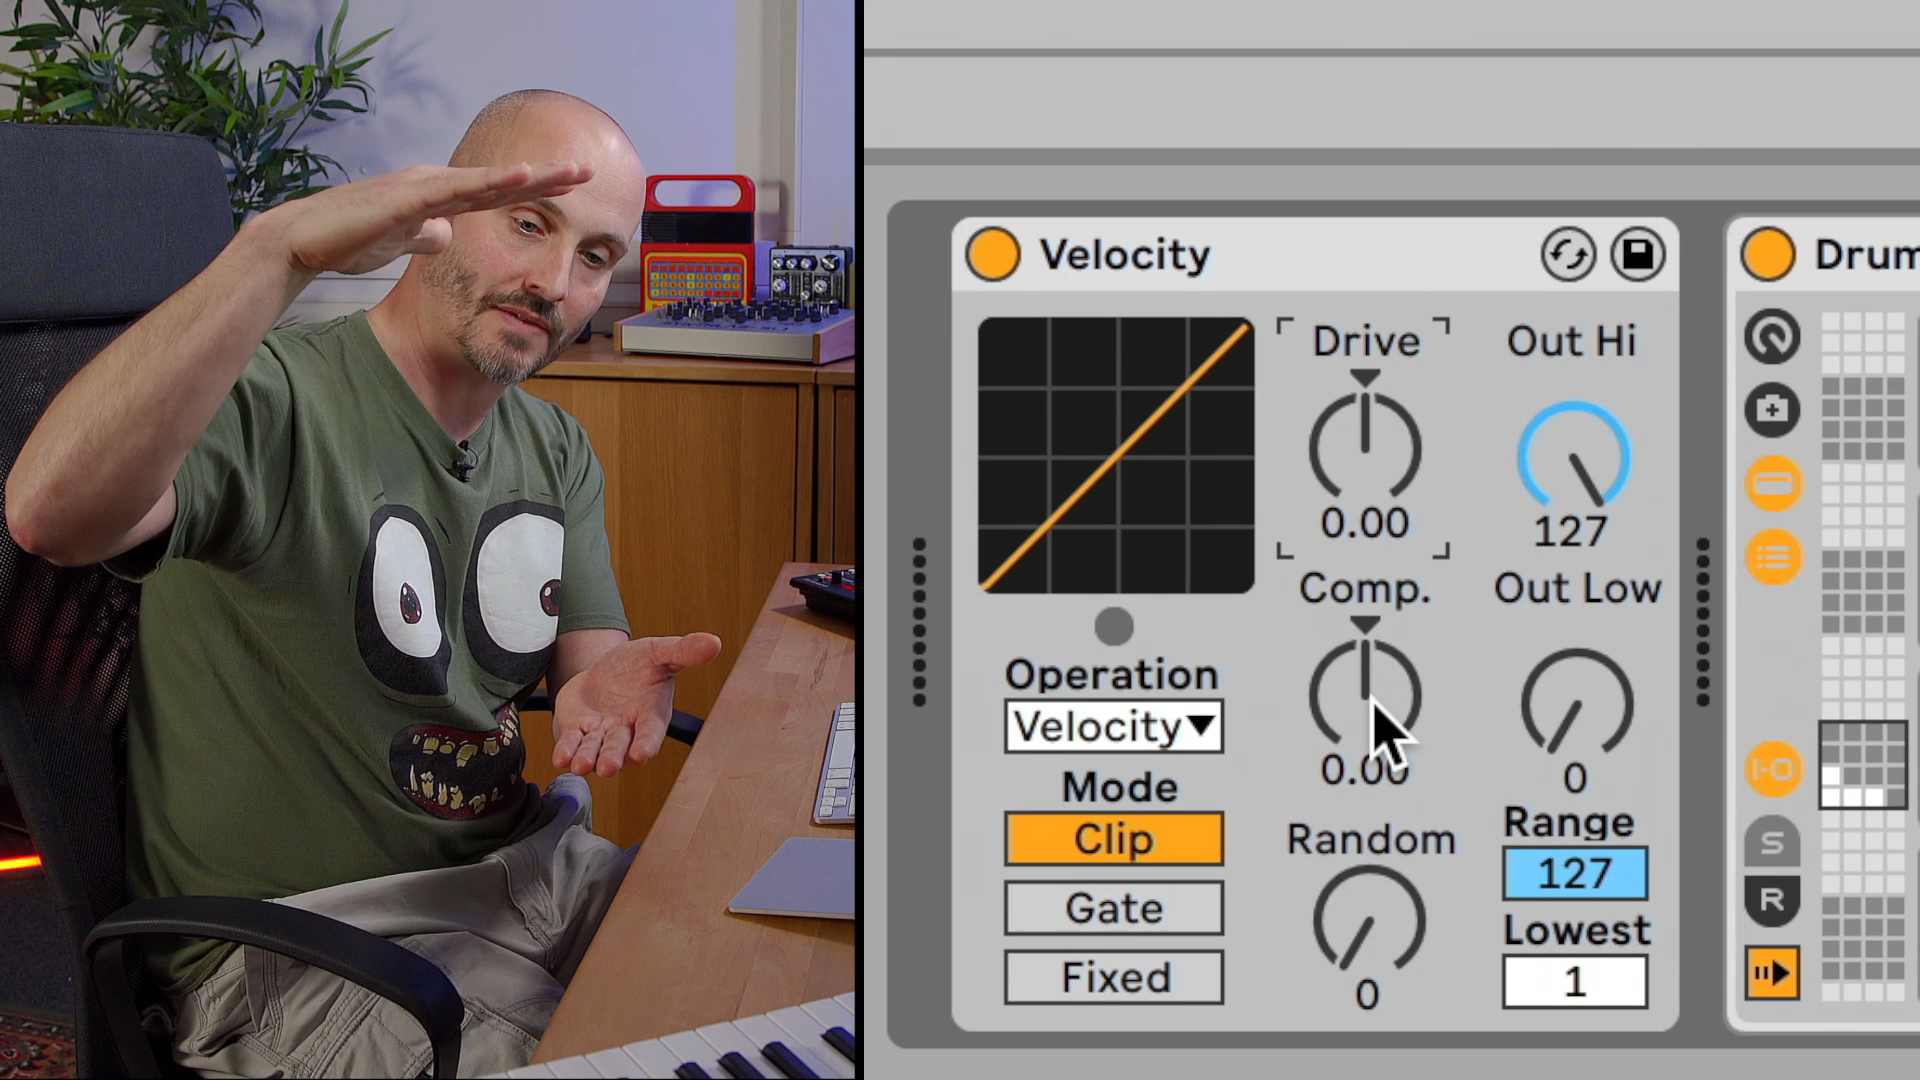 Velocity
Drive
0.00
Out Hi
127
Comp.
0.00
Out Low
0
Operation
Velocity
Mode
Clip
Gate
Fixed
Random
0
Range
127
Lowest
1
Drum
S
R